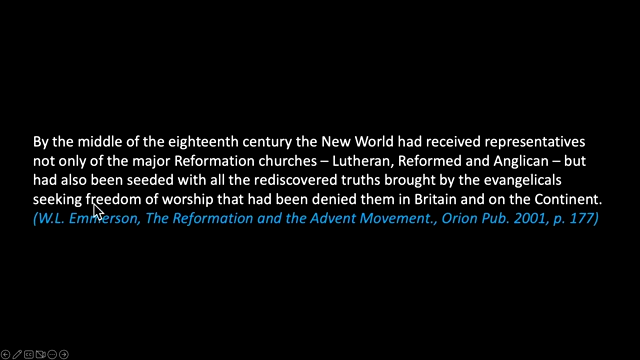 By the middle of the eighteenth century the New World had received representatives
not only of the major Reformation churches – Lutheran, Reformed and Anglican – but
had also been seeded with all the rediscovered truths brought by the evangelicals
seeking freedom of worship that had been denied them in Britain and on the Continent.
(W.L. Emmerson, The Reformation and the Advent Movement., Orion Pub. 2001, p. 177)